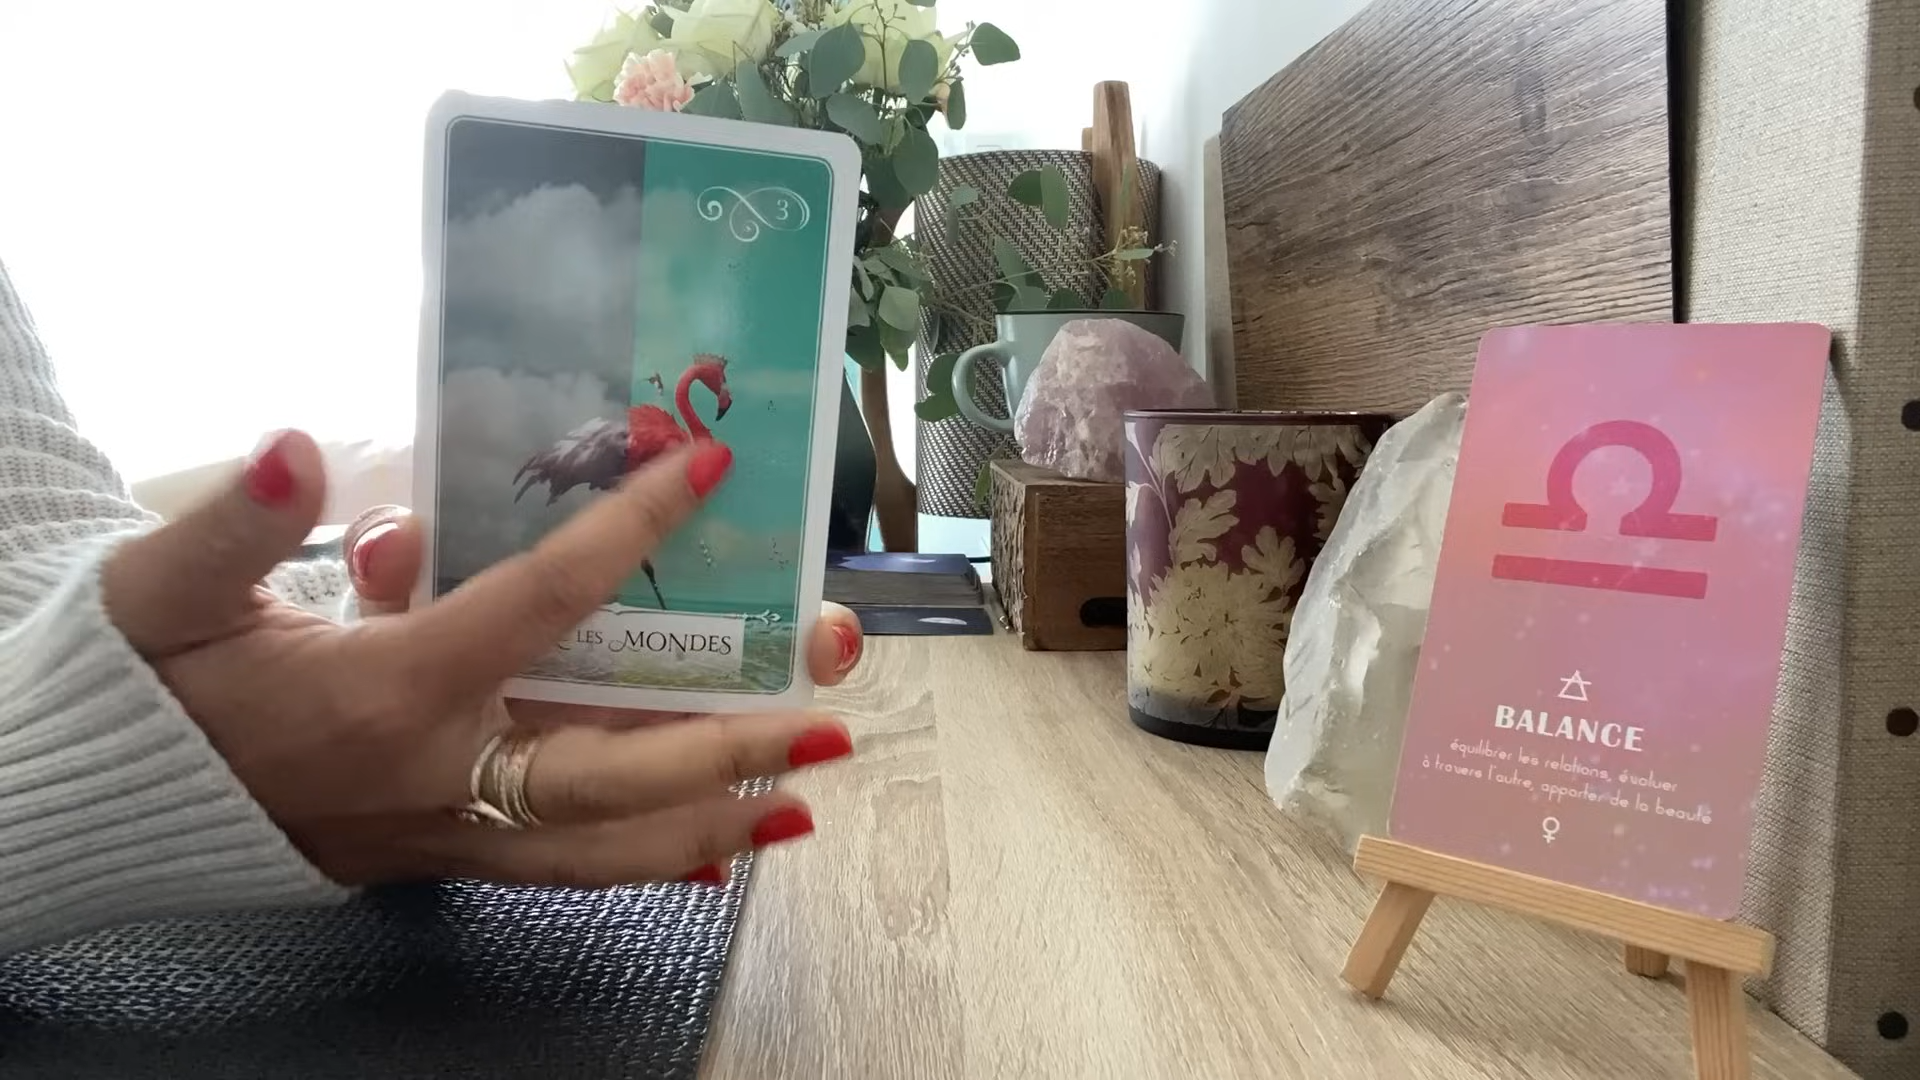 3
LES MONDES
BALANCE
équilibrer les relations, évoluer
à travers l'autre, apporter de la beauté